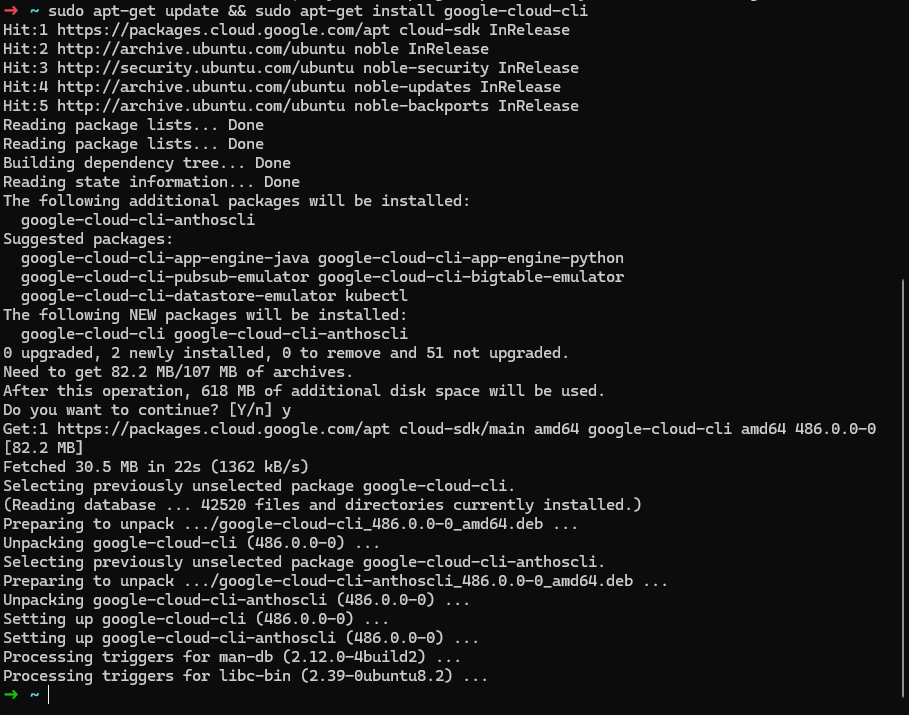 → ~ sudo apt-get update && sudo apt-get install google-cloud-cli
Hit:1 https://packages.cloud.google.com/apt cloud-sdk InRelease
Hit:2 http://archive.ubuntu.com/ubuntu noble InRelease
Hit:3 http://security.ubuntu.com/ubuntu noble-security InRelease
Hit:4 http://archive.ubuntu.com/ubuntu noble-updates InRelease
Hit:5 http://archive.ubuntu.com/ubuntu noble-backports InRelease
Reading package lists... Done
Reading package lists... Done
Building dependency tree... Done
Reading state information... Done
The following additional packages will be installed:
  google-cloud-cli-anthoscli
Suggested packages:
  google-cloud-cli-app-engine-java google-cloud-cli-app-engine-python
  google-cloud-cli-pubsub-emulator google-cloud-cli-bigtable-emulator
  google-cloud-cli-datastore-emulator kubectl
The following NEW packages will be installed:
  google-cloud-cli google-cloud-cli-anthoscli
0 upgraded, 2 newly installed, 0 to remove and 51 not upgraded.
Need to get 82.2 MB/107 MB of archives.
After this operation, 618 MB of additional disk space will be used.
Do you want to continue? [Y/n] y
Get:1 https://packages.cloud.google.com/apt cloud-sdk/main amd64 google-cloud-cli amd64 486.0.0-0
[82.2 MB]
Fetched 30.5 MB in 22s (1362 kB/s)
Selecting previously unselected package google-cloud-cli.
(Reading database ... 42520 files and directories currently installed.)
Preparing to unpack .../google-cloud-cli_486.0.0-0_amd64.deb ...
Unpacking google-cloud-cli (486.0.0-0) ...
Selecting previously unselected package google-cloud-cli-anthoscli.
Preparing to unpack .../google-cloud-cli-anthoscli_486.0.0-0_amd64.deb ...
Unpacking google-cloud-cli-anthoscli (486.0.0-0) ...
Setting up google-cloud-cli (486.0.0-0) ...
Setting up google-cloud-cli-anthoscli (486.0.0-0) ...
Processing triggers for man-db (2.12.0-4build2) ...
Processing triggers for libc-bin (2.39-0ubuntu8.2) ...
→ ~